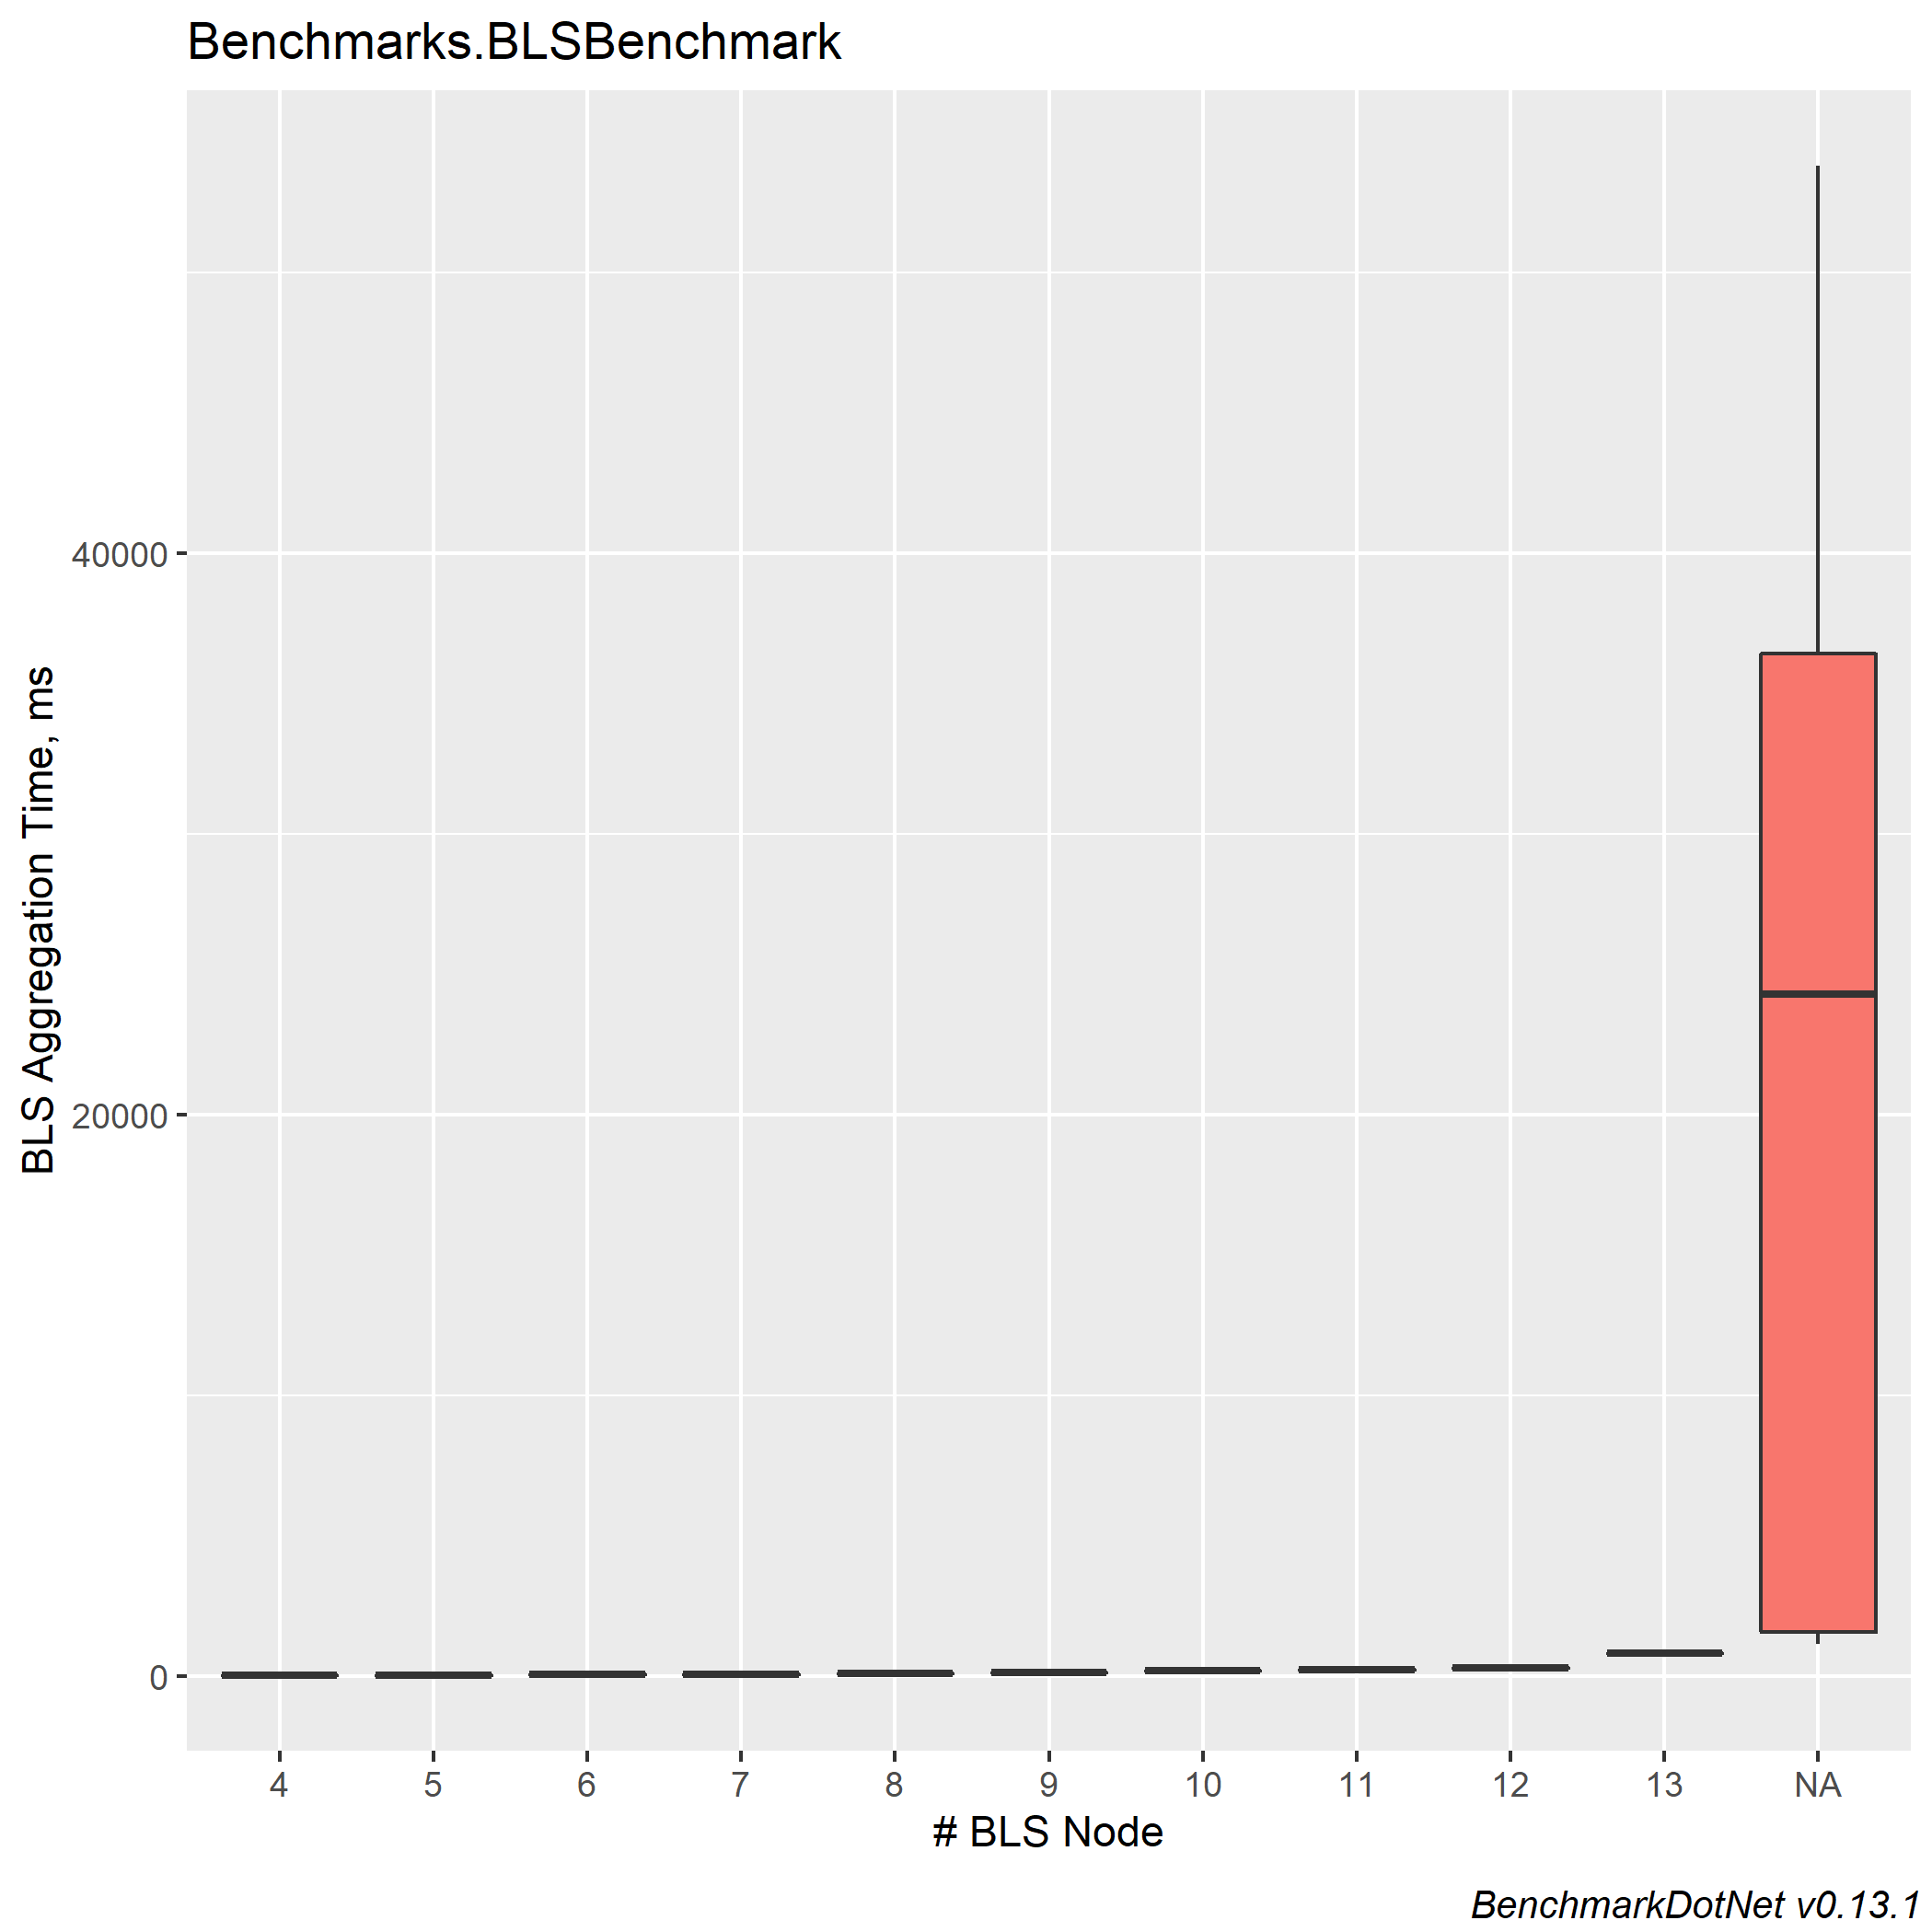 Benchmarks.BLSBenchmark
BLS Aggregation Time, ms
40000
20000
0
4 5 6 7 8 9 10 11 12 13 NA
# BLS Node
BenchmarkDotNet v0.13.1